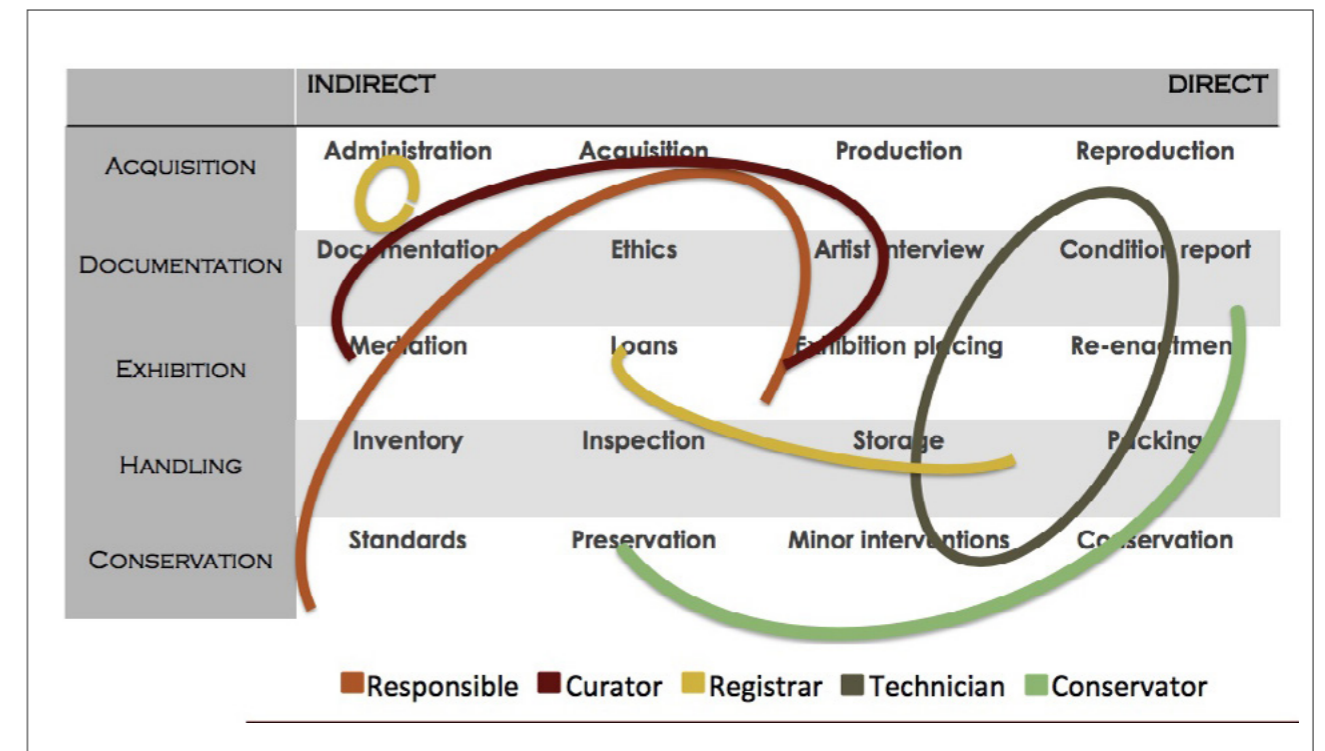 INDIRECT DIRECT
ACQUISITION Administration Acquisition Production Reproduction
DOCUMENTATION Documentation Ethics Artist interview Condition report
EXHIBITION Mediation Loans Exhibition placing Re-enactment
HANDLING Inventory Inspection Storage Packing
CONSERVATION Standards Preservation Minor interventions Conservation
Responsible Curator Registrar Technician Conservator